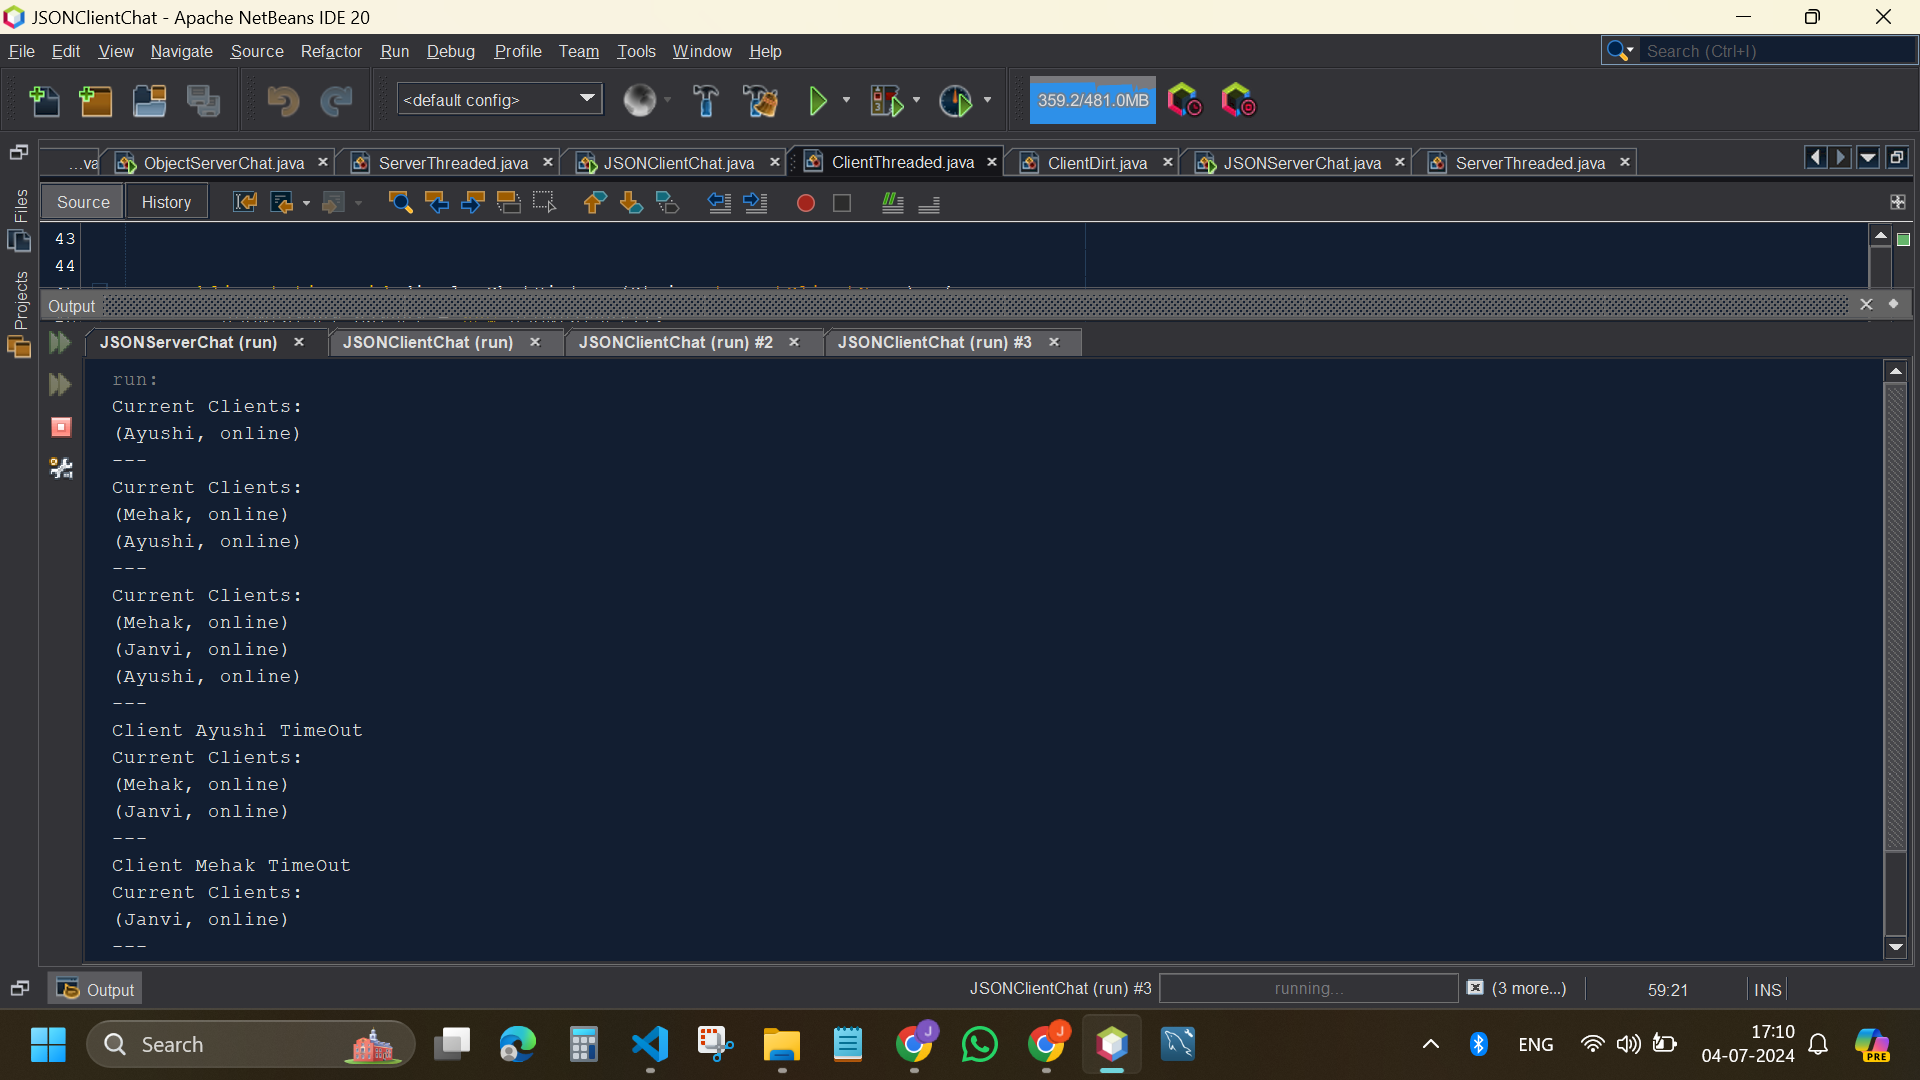 JSONClientChat - Apache NetBeans IDE 20
File Edit View Navigate Source Refactor Run Debug Profile Team Tools Window Help
Search (Ctrl+I)
<default config>
359.2/481.0MB
...va ObjectServerChat.java ServerThreaded.java JSONClientChat.java ClientThreaded.java ClientDirt.java JSONServerChat.java ServerThreaded.java
Source History
Files
Projects
43
44
Output
JSONServerChat (run) JSONClientChat (run) JSONClientChat (run) #2 JSONClientChat (run) #3
run:
Current Clients:
(Ayushi, online)
---
Current Clients:
(Mehak, online)
(Ayushi, online)
---
Current Clients:
(Mehak, online)
(Janvi, online)
(Ayushi, online)
---
Client Ayushi TimeOut
Current Clients:
(Mehak, online)
(Janvi, online)
---
Client Mehak TimeOut
Current Clients:
(Janvi, online)
---
Output
JSONClientChat (run) #3 running... (3 more...) 59:21 INS
Search
J
J
ENG
17:10
04-07-2024
PRE